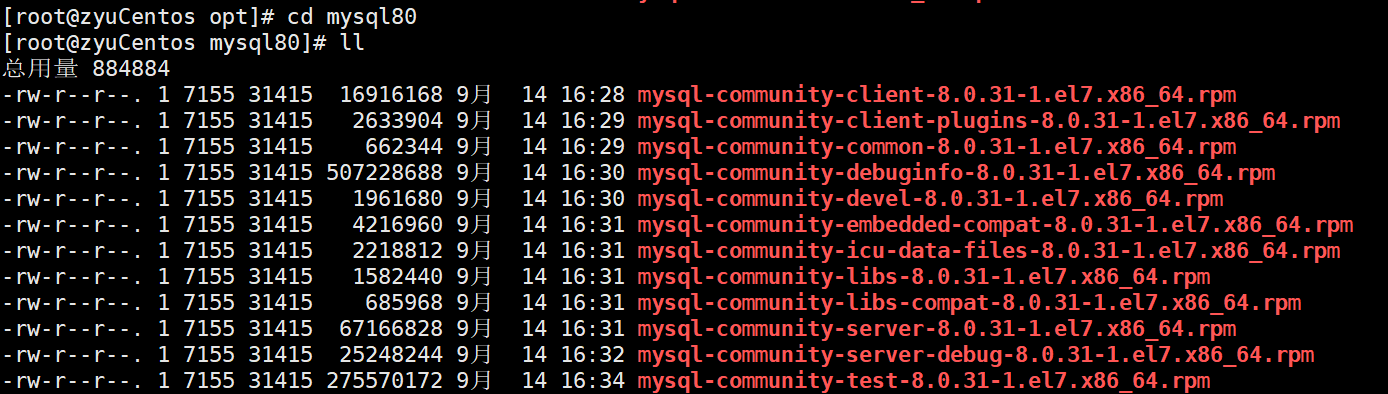 [root@zyuCentos opt]# cd mysql80
[root@zyuCentos mysql80]# ll
总用量 884884
-rw-r--r--. 1 7155 31415  16916168 9月  14 16:28 mysql-community-client-8.0.31-1.el7.x86_64.rpm
-rw-r--r--. 1 7155 31415   2633904 9月  14 16:29 mysql-community-client-plugins-8.0.31-1.el7.x86_64.rpm
-rw-r--r--. 1 7155 31415    662344 9月  14 16:29 mysql-community-common-8.0.31-1.el7.x86_64.rpm
-rw-r--r--. 1 7155 31415 507228688 9月  14 16:30 mysql-community-debuginfo-8.0.31-1.el7.x86_64.rpm
-rw-r--r--. 1 7155 31415   1961680 9月  14 16:30 mysql-community-devel-8.0.31-1.el7.x86_64.rpm
-rw-r--r--. 1 7155 31415   4216960 9月  14 16:31 mysql-community-embedded-compat-8.0.31-1.el7.x86_64.rpm
-rw-r--r--. 1 7155 31415   2218812 9月  14 16:31 mysql-community-icu-data-files-8.0.31-1.el7.x86_64.rpm
-rw-r--r--. 1 7155 31415   1582440 9月  14 16:31 mysql-community-libs-8.0.31-1.el7.x86_64.rpm
-rw-r--r--. 1 7155 31415    685968 9月  14 16:31 mysql-community-libs-compat-8.0.31-1.el7.x86_64.rpm
-rw-r--r--. 1 7155 31415  67166828 9月  14 16:31 mysql-community-server-8.0.31-1.el7.x86_64.rpm
-rw-r--r--. 1 7155 31415  25248244 9月  14 16:32 mysql-community-server-debug-8.0.31-1.el7.x86_64.rpm
-rw-r--r--. 1 7155 31415 275570172 9月  14 16:34 mysql-community-test-8.0.31-1.el7.x86_64.rpm